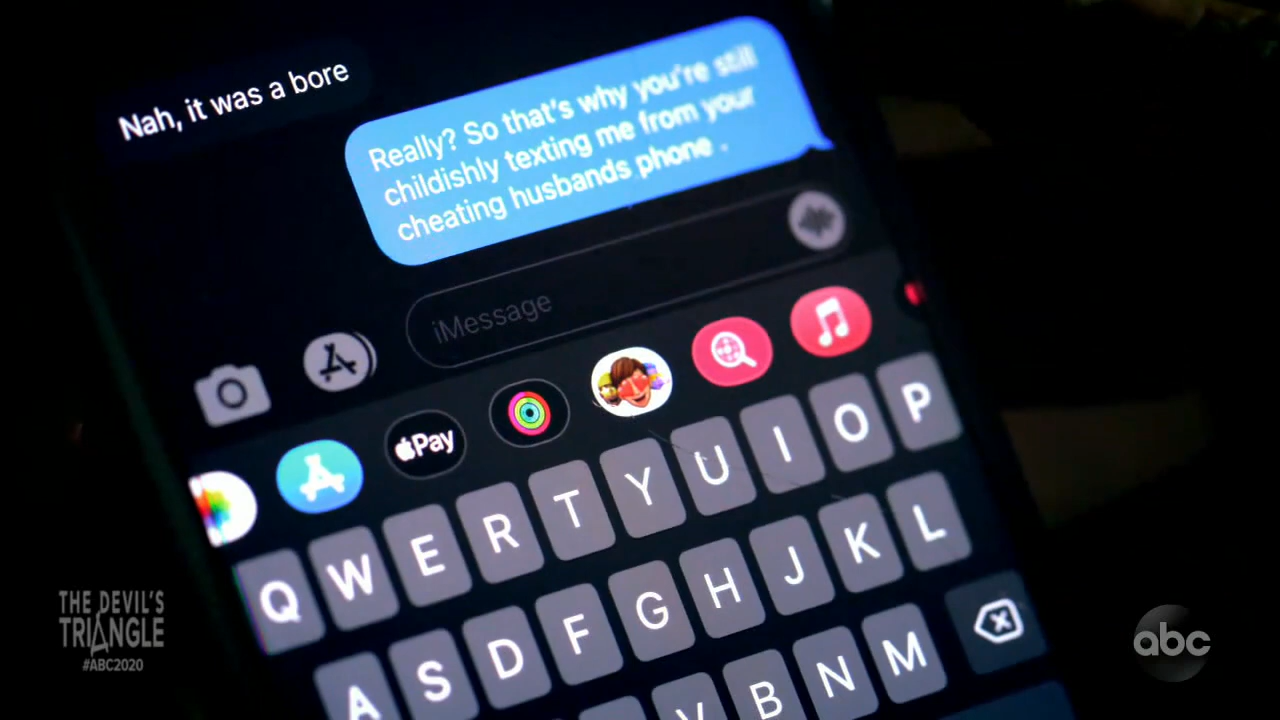 Nah, it was a bore
Really? So that's why you're still
childishly texting me from your
cheating husbands phone .
iMessage
Pay
Q W E R T Y U I O P
A S D F G H J K L
V B N M
THE DEVIL'S
TRIANGLE
#ABC2020
abc